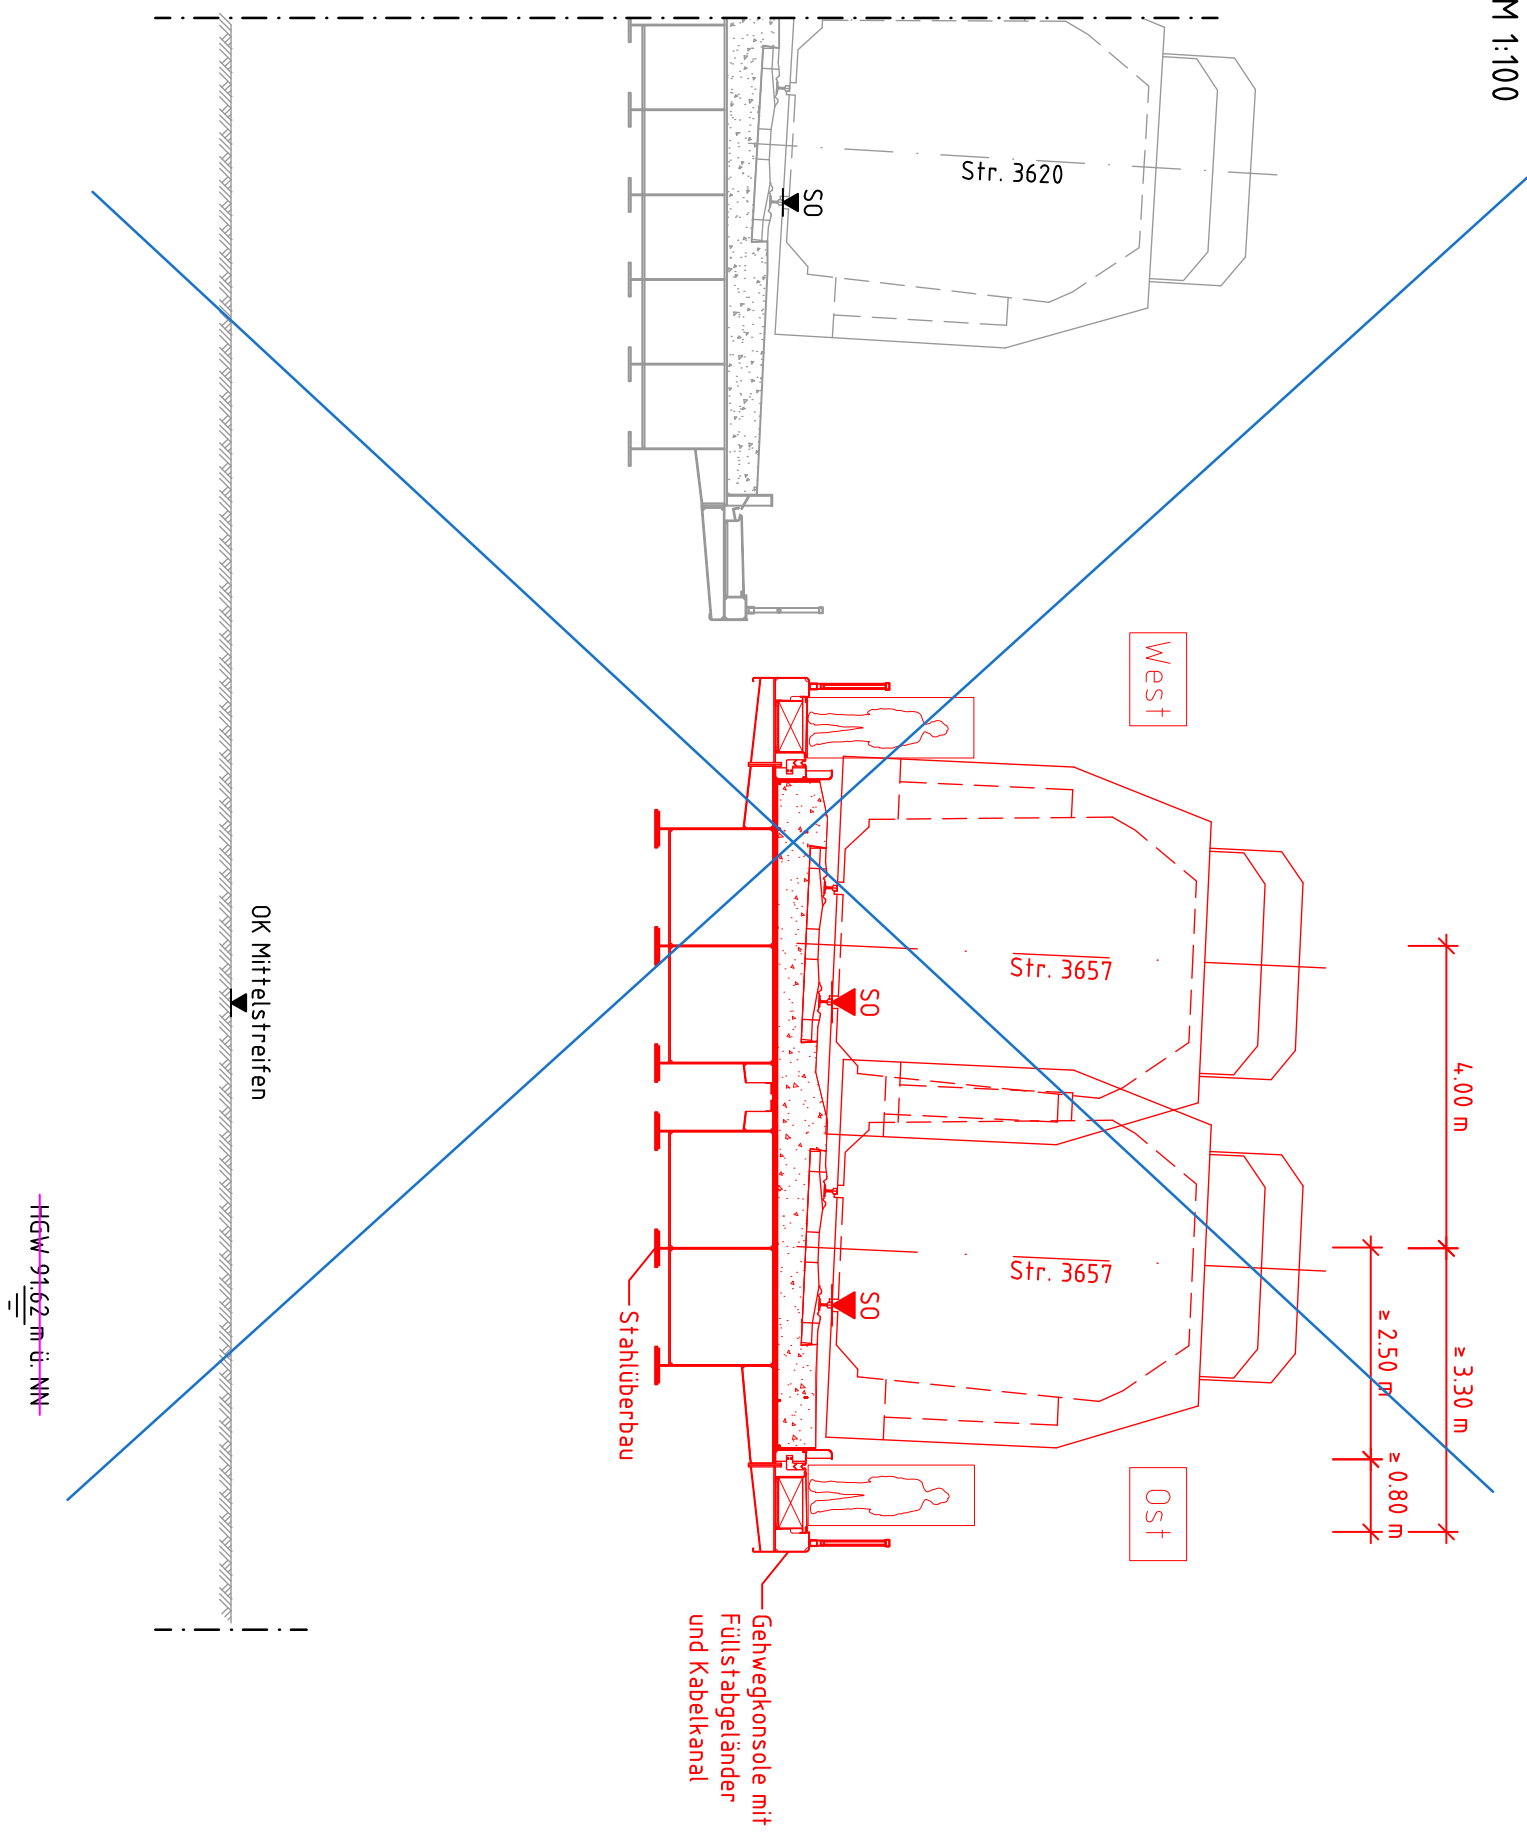 M 1:100
Str. 3620
SO
West
Str. 3657
SO
4.00 m
Str. 3657
SO
≥ 3.30 m
≥ 2.50 m
≥ 0.80 m
Ost
Stahlüberbau
Gehwegkonsole mit
Füllstabgeländer
und Kabelkanal
OK Mittelstreifen
HGW 91.62 m ü. NN